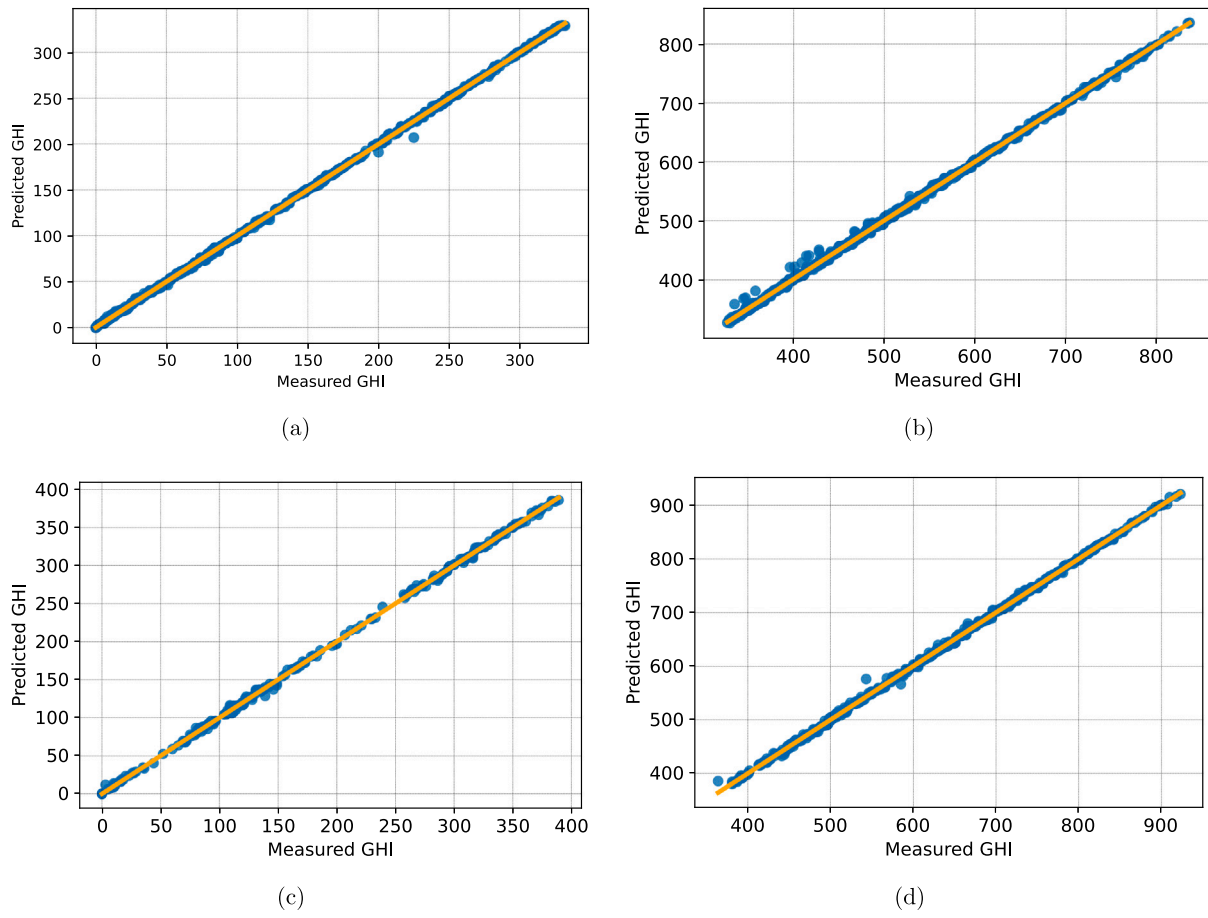 300
250
200
150
100
50
0
Predicted GHI
0 50 100 150 200 250 300
Measured GHI
(a)
800
700
600
500
400
Predicted GHI
400 500 600 700 800
Measured GHI
(b)
400
350
300
250
200
150
100
50
0
Predicted GHI
0 50 100 150 200 250 300 350 400
Measured GHI
(c)
900
800
700
600
500
400
Predicted GHI
400 500 600 700 800 900
Measured GHI
(d)